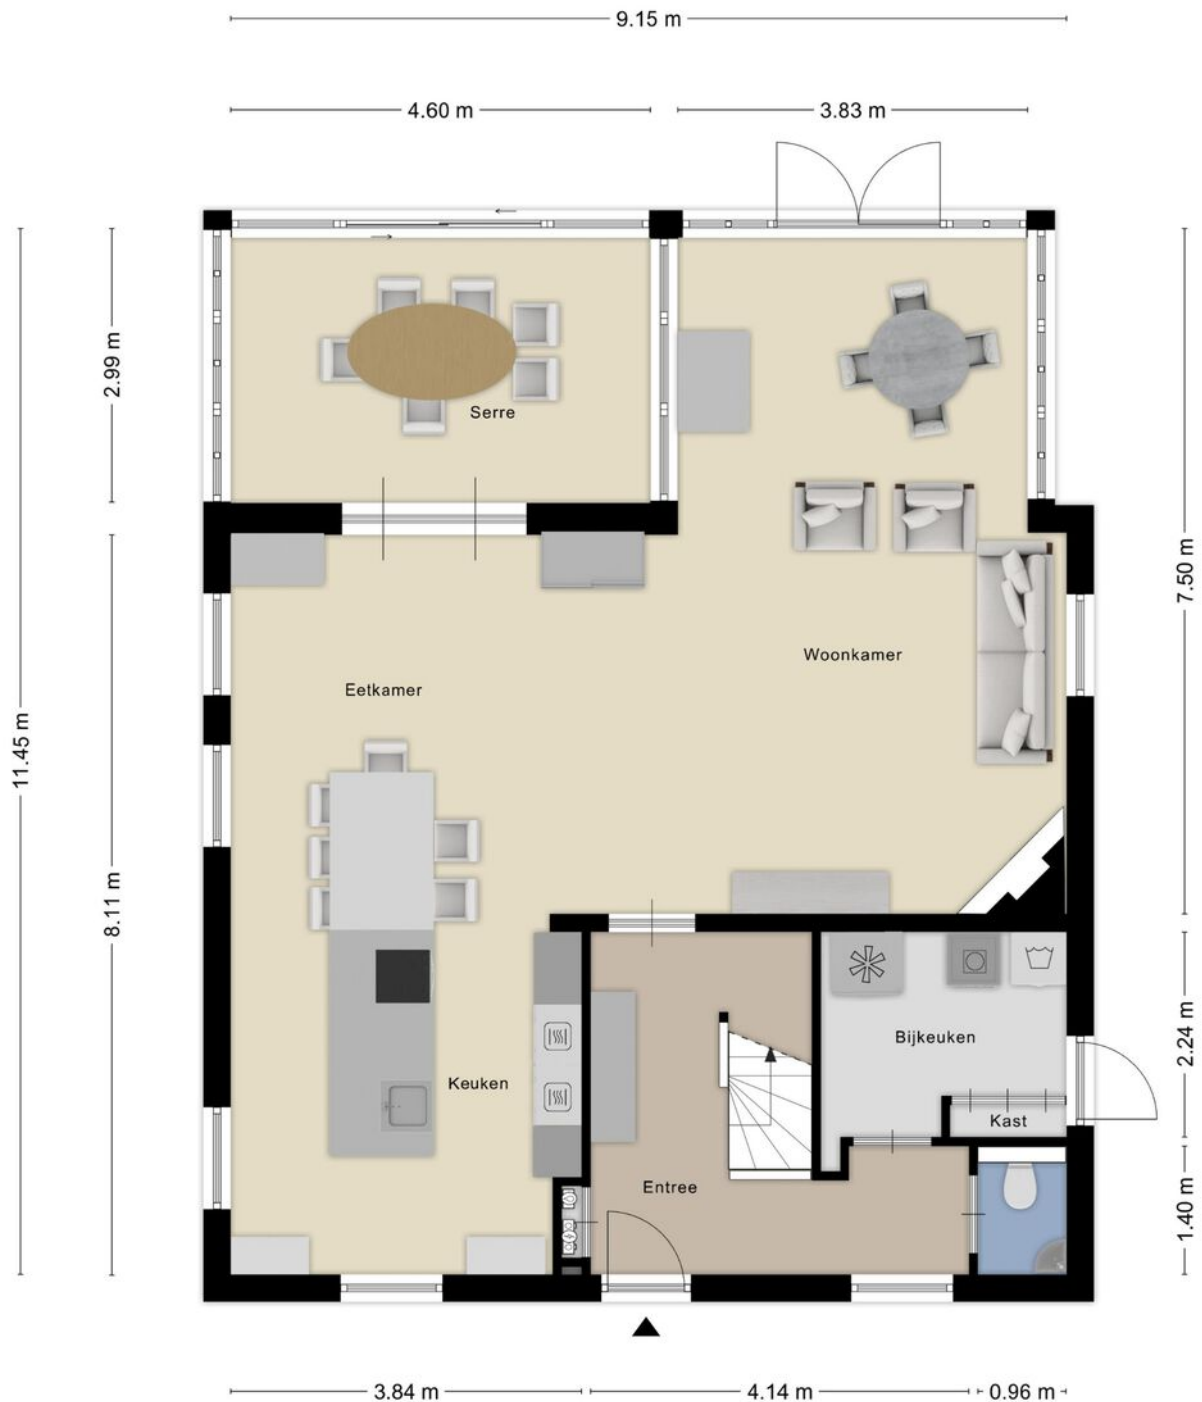 9.15 m
4.60 m
3.83 m
2.99 m
Serre
7.50 m
Woonkamer
Eetkamer
11.45 m
8.11 m
2.24 m
Bijkeuken
Keuken
Kast
Entree
1.40 m
3.84 m
4.14 m
0.96 m